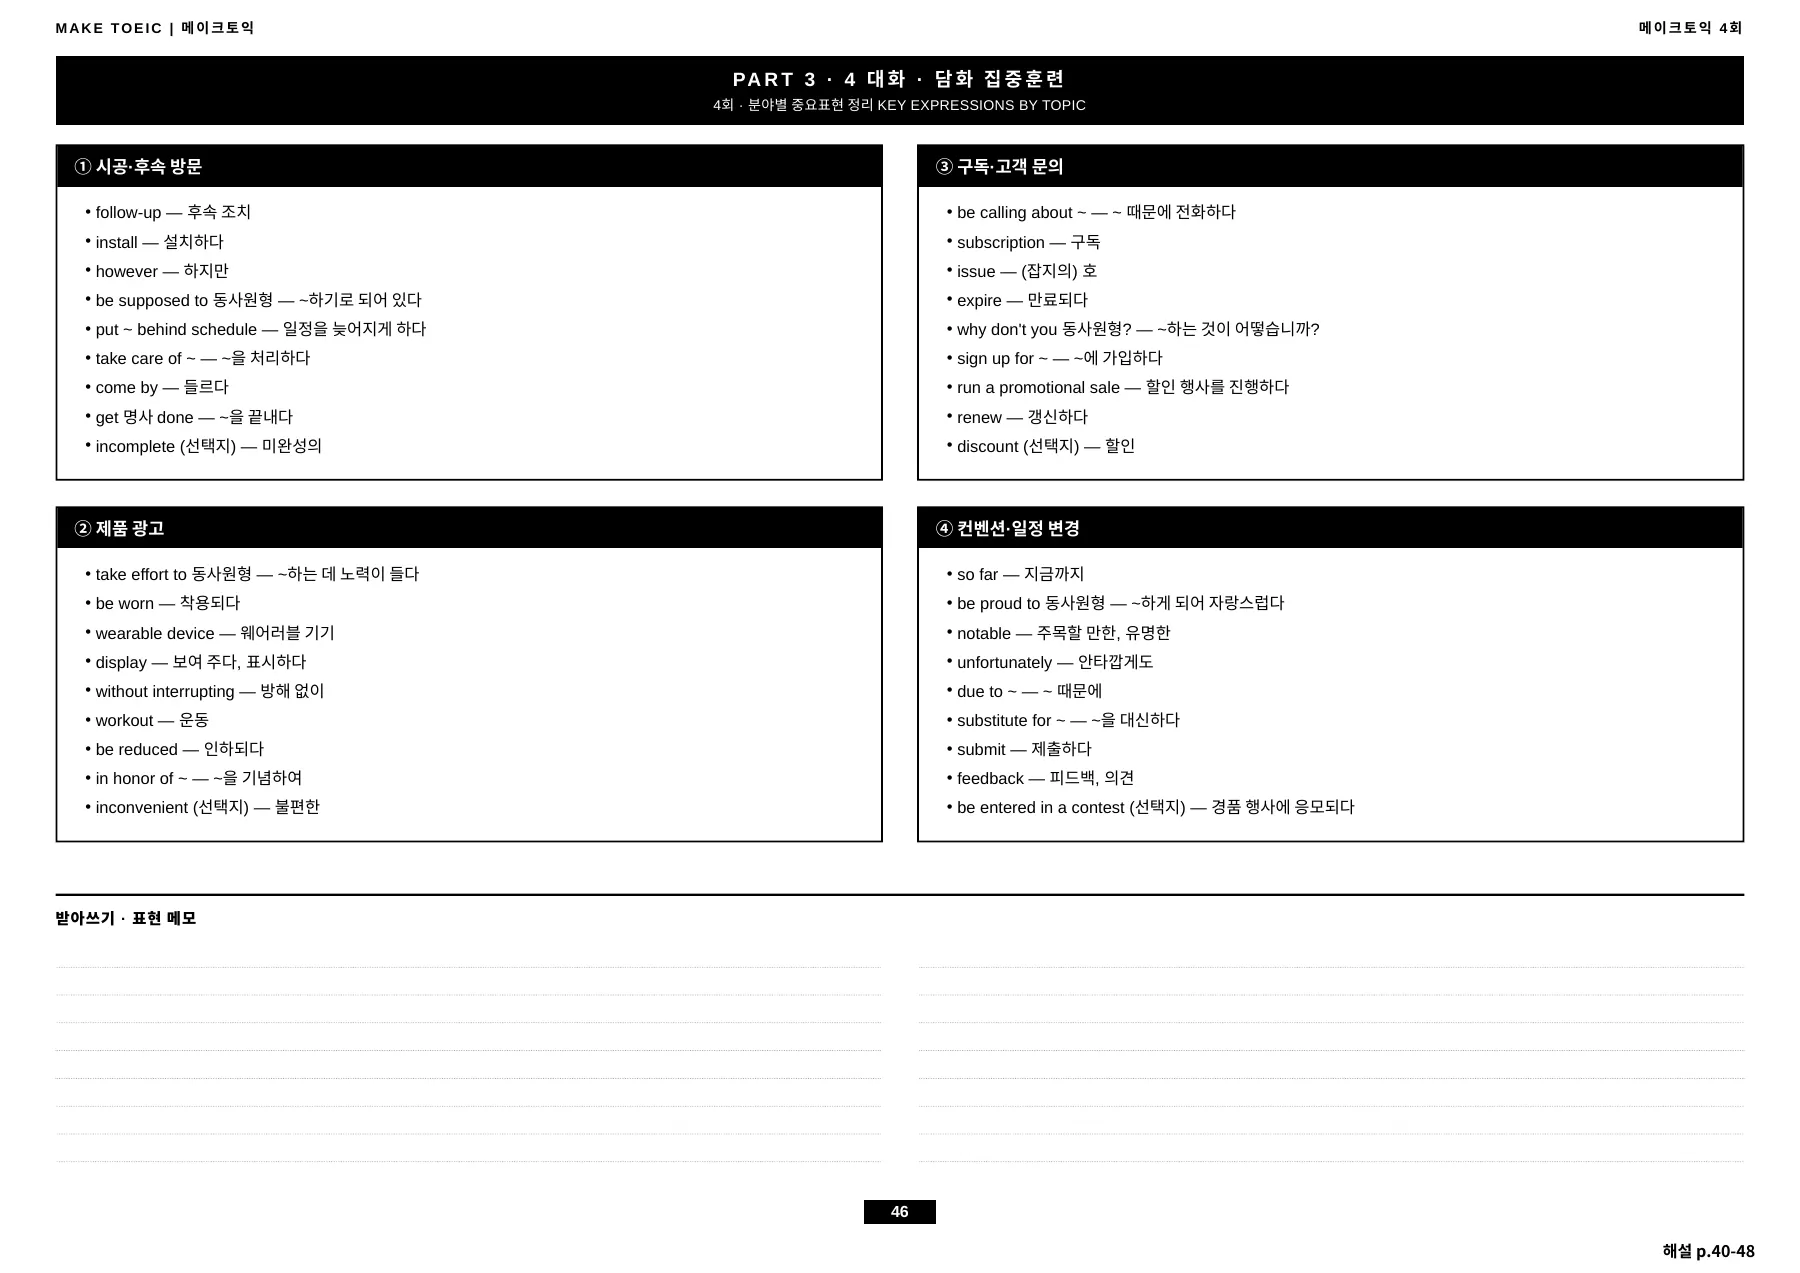 MAKE TOEIC | 메이크토익
메이크토익 4회
PART 3 · 4 대화 · 담화 집중훈련
4회 · 분야별 중요표현 정리 KEY EXPRESSIONS BY TOPIC
① 시공·후속 방문
• follow-up — 후속 조치
• install — 설치하다
• however — 하지만
• be supposed to 동사원형 — ~하기로 되어 있다
• put ~ behind schedule — 일정을 늦어지게 하다
• take care of ~ — ~을 처리하다
• come by — 들르다
• get 명사 done — ~을 끝내다
• incomplete (선택지) — 미완성의
② 제품 광고
• take effort to 동사원형 — ~하는 데 노력이 들다
• be worn — 착용되다
• wearable device — 웨어러블 기기
• display — 보여 주다, 표시하다
• without interrupting — 방해 없이
• workout — 운동
• be reduced — 인하되다
• in honor of ~ — ~을 기념하여
• inconvenient (선택지) — 불편한
③ 구독·고객 문의
• be calling about ~ — ~ 때문에 전화하다
• subscription — 구독
• issue — (잡지의) 호
• expire — 만료되다
• why don't you 동사원형? — ~하는 것이 어떻습니까?
• sign up for ~ — ~에 가입하다
• run a promotional sale — 할인 행사를 진행하다
• renew — 갱신하다
• discount (선택지) — 할인
④ 컨벤션·일정 변경
• so far — 지금까지
• be proud to 동사원형 — ~하게 되어 자랑스럽다
• notable — 주목할 만한, 유명한
• unfortunately — 안타깝게도
• due to ~ — ~ 때문에
• substitute for ~ — ~을 대신하다
• submit — 제출하다
• feedback — 피드백, 의견
• be entered in a contest (선택지) — 경품 행사에 응모되다
받아쓰기 · 표현 메모
46
해설 p.40-48